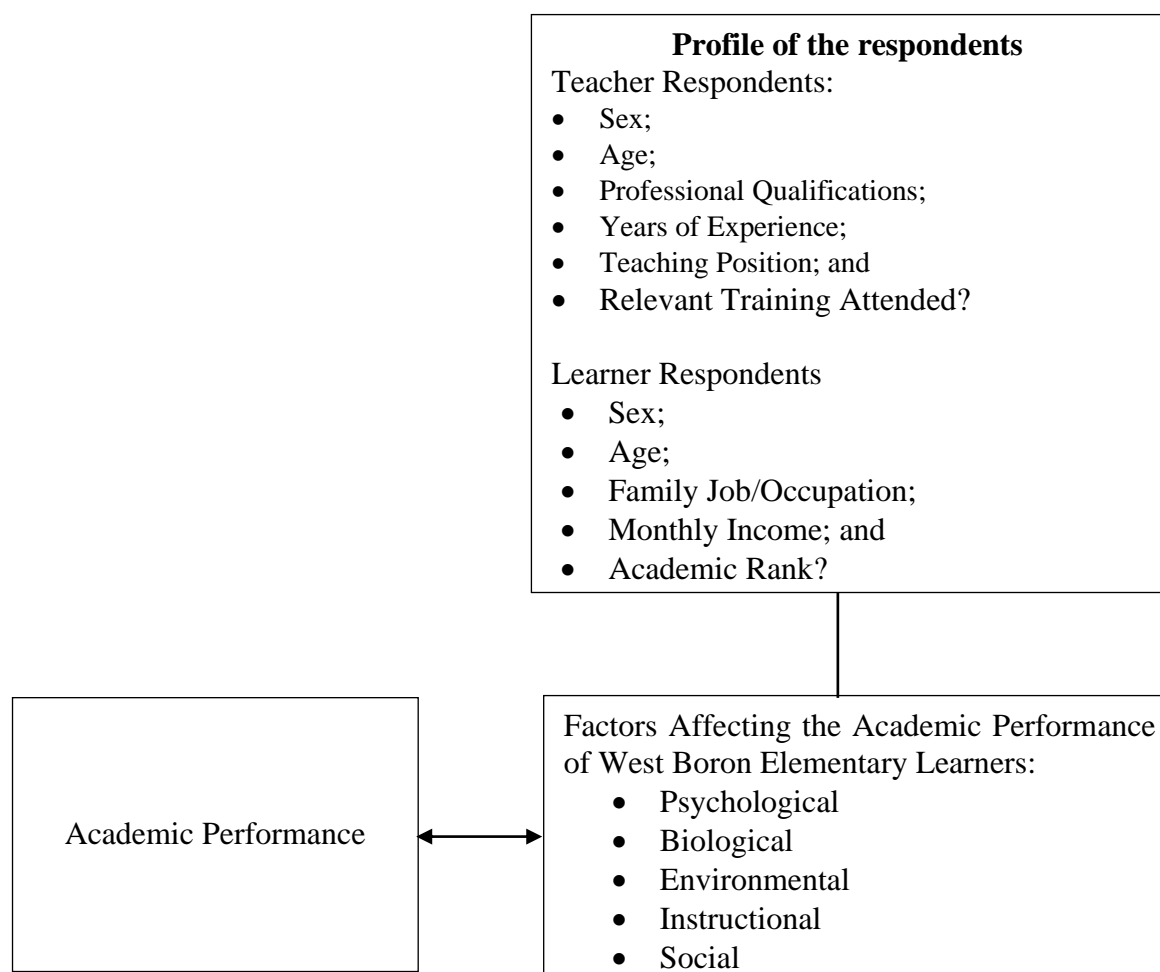 Profile of the respondents
Teacher Respondents:
• Sex;
• Age;
• Professional Qualifications;
• Years of Experience;
• Teaching Position; and
• Relevant Training Attended?
Learner Respondents
• Sex;
• Age;
• Family Job/Occupation;
• Monthly Income; and
• Academic Rank?
Academic Performance
Factors Affecting the Academic Performance
of West Boron Elementary Learners:
• Psychological
• Biological
• Environmental
• Instructional
• Social